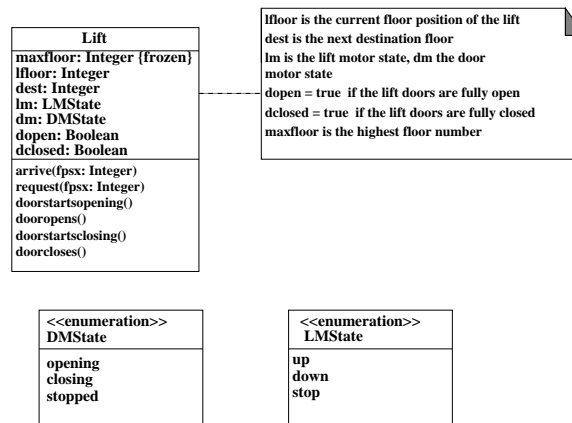 Lift
maxfloor: Integer {frozen}
lfloor: Integer
dest: Integer
lm: LMState
dm: DMState
dopen: Boolean
dclosed: Boolean
arrive(fpsx: Integer)
request(fpsx: Integer)
doorstartsopening()
dooropens()
doorstartsclosing()
doorcloses()
lfloor is the current floor position of the lift
dest is the next destination floor
lm is the lift motor state, dm the door
motor state
dopen = true if the lift doors are fully open
dclosed = true if the lift doors are fully closed
maxfloor is the highest floor number
<<enumeration>>
DMState
opening
closing
stopped
<<enumeration>>
LMState
up
down
stop